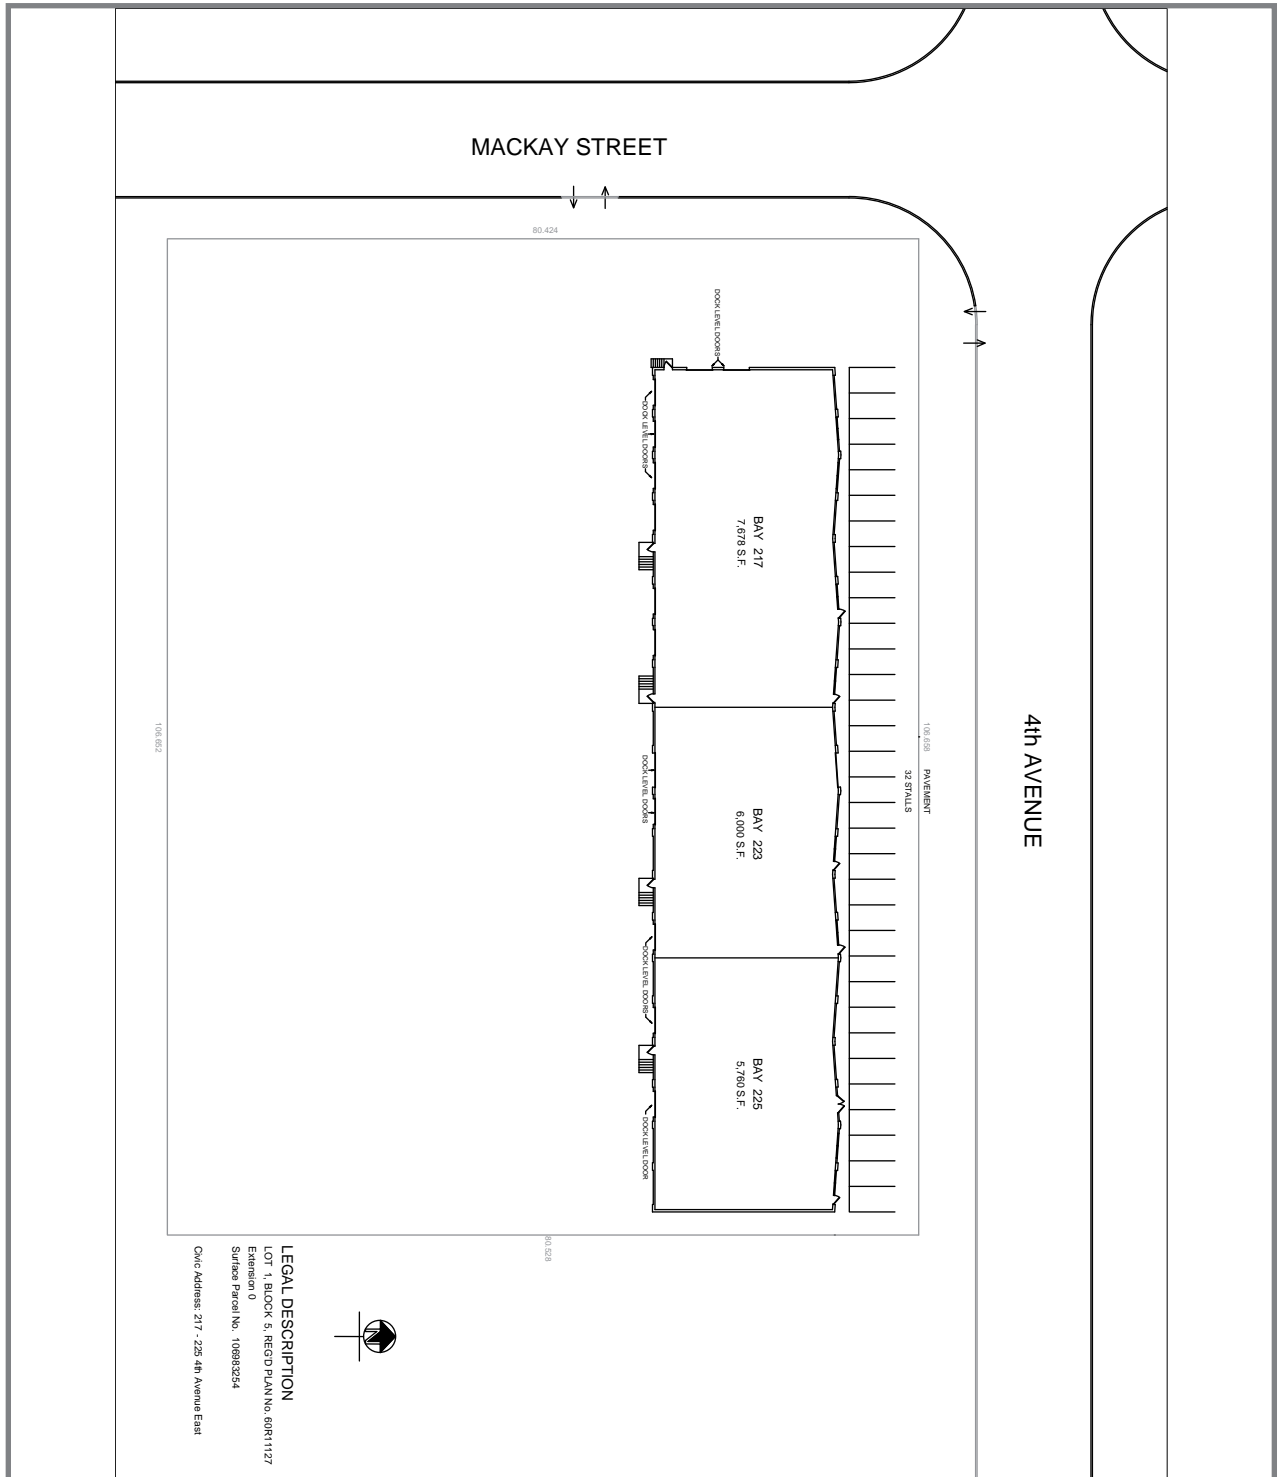 MACKAY STREET
80.424
DOCK LEVEL DOORS
DOCK LEVEL DOORS
BAY 217
7,678 S.F.
4th AVENUE
106.658
PAVEMENT
32 STALLS
106.652
DOCK LEVEL DOORS
BAY 223
6,000 S.F.
DOCK LEVEL DOORS
BAY 225
5,760 S.F.
DOCK LEVEL DOOR
80.528
LEGAL DESCRIPTION
LOT 1, BLOCK 5, REG'D PLAN No. 60R11127
Extension 0
Surface Parcel No. 106983254
Civic Address: 217 - 225 4th Avenue East
N